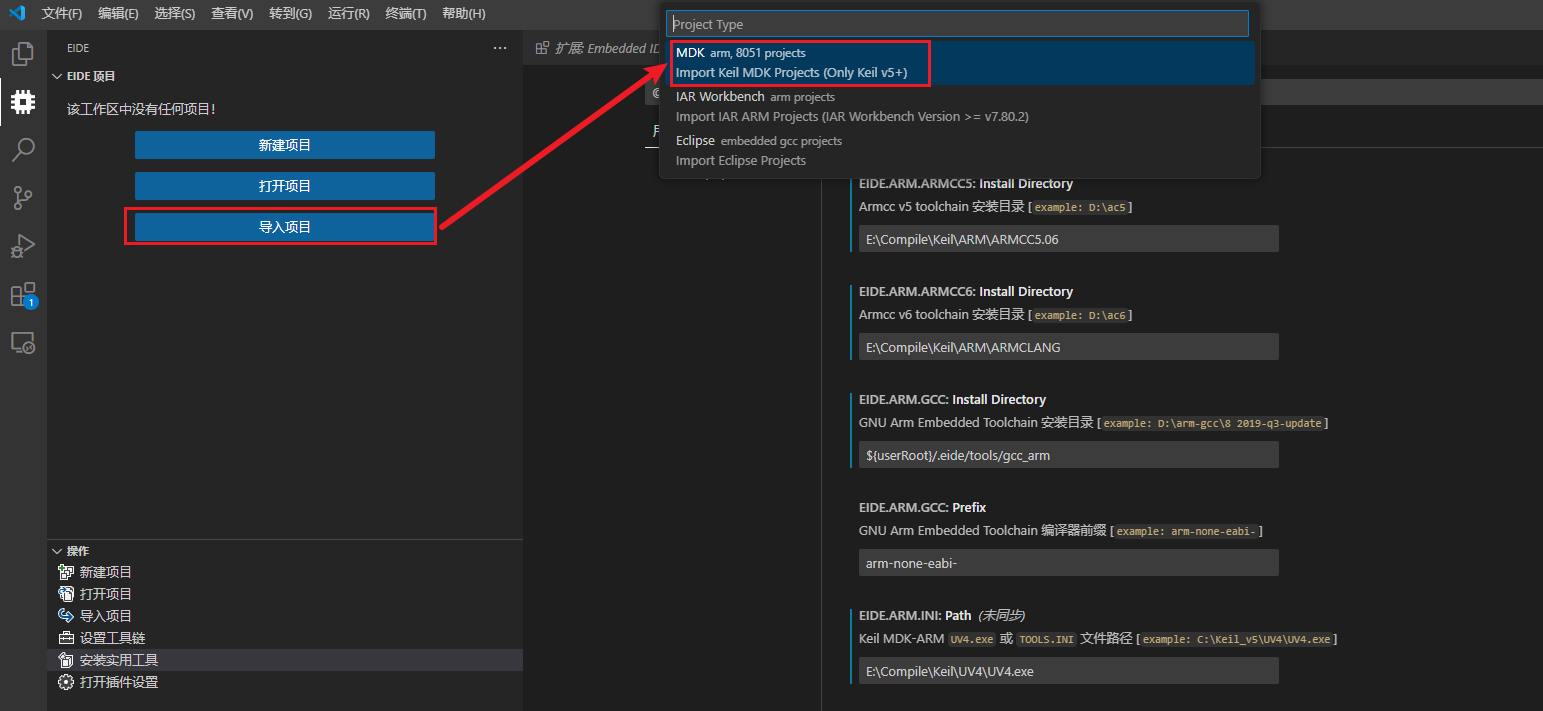 文件(F) 编辑(E) 选择(S) 查看(V) 转到(G) 运行(R) 终端(T) 帮助(H)
EIDE
EIDE 项目
该工作区中没有任何项目!
新建项目
打开项目
导入项目
操作
新建项目
打开项目
导入项目
设置工具链
安装实用工具
打开插件设置
1
扩展: Embedded ID
Project Type
MDK arm, 8051 projects
Import Keil MDK Projects (Only Keil v5+)
IAR Workbench arm projects
Import IAR ARM Projects (IAR Workbench Version >= v7.80.2)
Eclipse embedded gcc projects
Import Eclipse Projects
EIDE.ARM.ARMCC5: Install Directory
Armcc v5 toolchain 安装目录 [example: D:\ac5]
E:\Compile\Keil\ARM\ARMCC5.06
EIDE.ARM.ARMCC6: Install Directory
Armcc v6 toolchain 安装目录 [example: D:\ac6]
E:\Compile\Keil\ARM\ARMCLANG
EIDE.ARM.GCC: Install Directory
GNU Arm Embedded Toolchain 安装目录 [example: D:\arm-gcc\8 2019-q3-update]
${userRoot}/.eide/tools/gcc_arm
EIDE.ARM.GCC: Prefix
GNU Arm Embedded Toolchain 编译器前缀 [example: arm-none-eabi-]
arm-none-eabi-
EIDE.ARM.INI: Path (未同步)
Keil MDK-ARM UV4.exe 或 TOOLS.INI 文件路径 [example: C:\Keil_v5\UV4\UV4.exe]
E:\Compile\Keil\UV4\UV4.exe